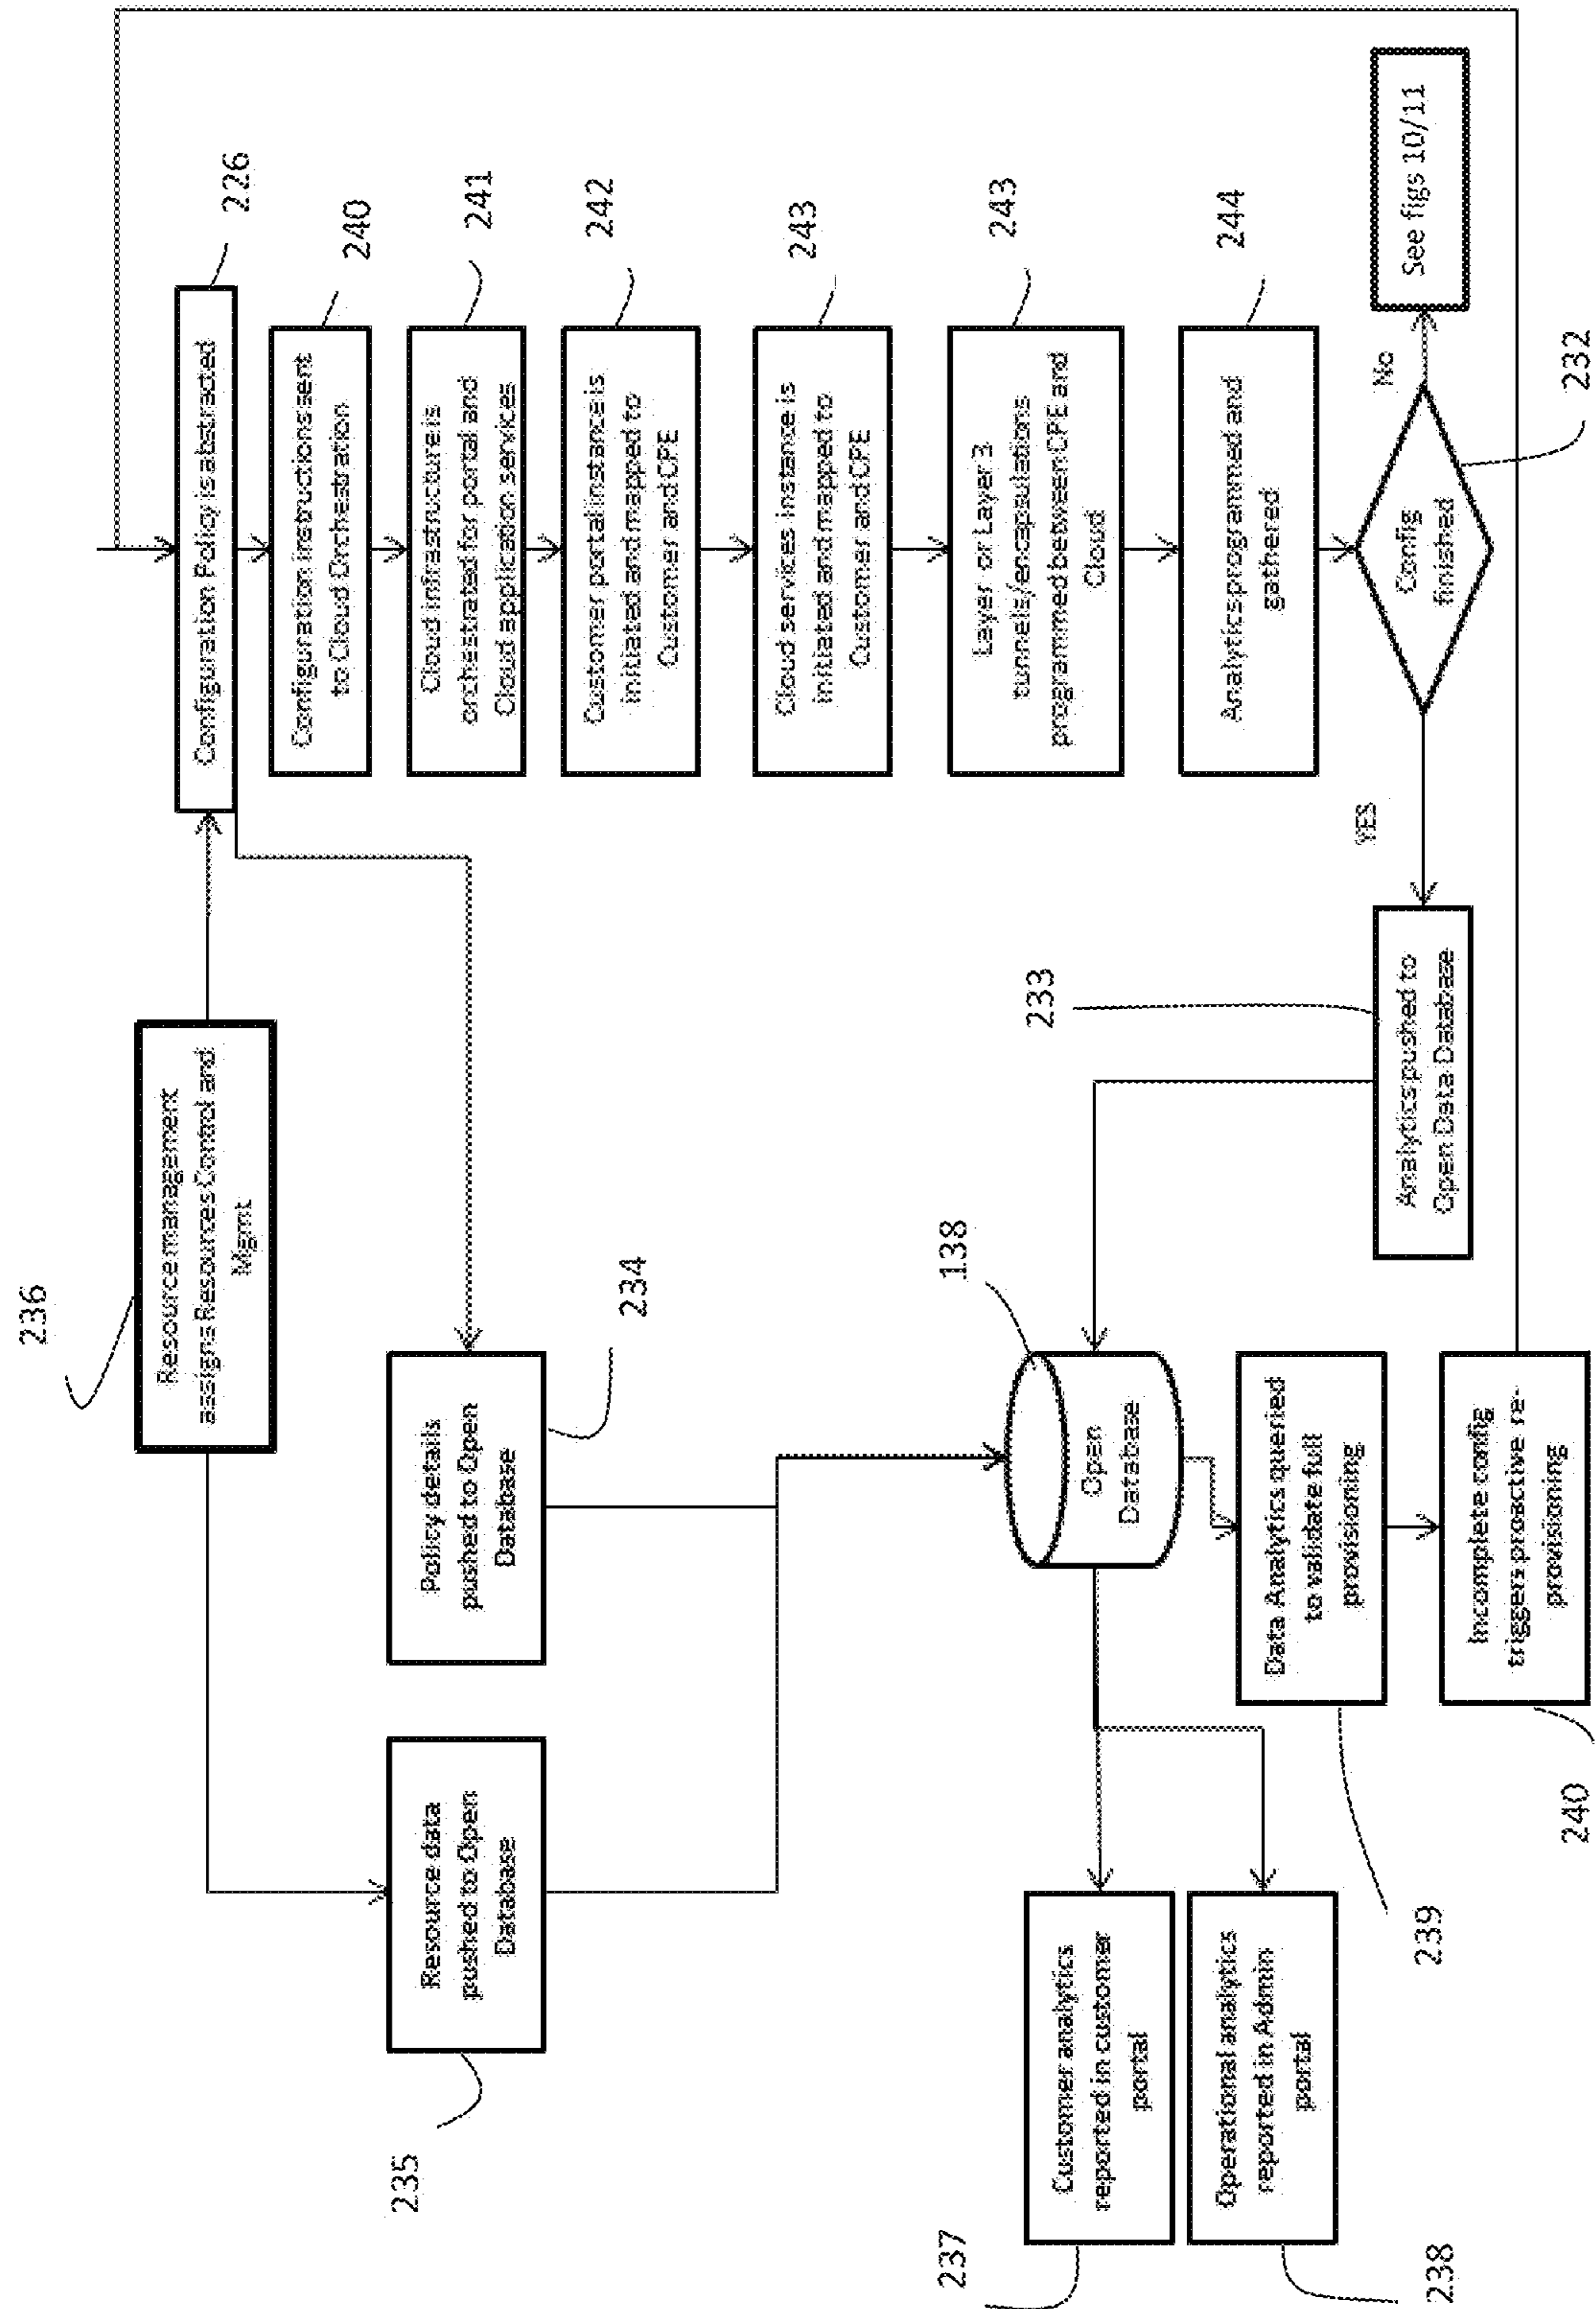 236
Resource management
assigns Resources Control and
Mgmt
Configuration Policy is abstracted
226
Configuration instructions sent
to Cloud Orchestration
240
Cloud infrastructure is
orchestrated for portal and
Cloud application services
241
Customer portal instance is
initiated and mapped to
Customer and CPE
242
Cloud services instance is
initiated and mapped to
Customer and CPE
243
Layer or Layer 3
tunnels/encapsulations
programmed between CPE and
Cloud
243
Analytics programmed and
gathered
244
Config
finished
232
No
See figs 10/11
YES
Analytics pushed to
Open Data Database
233
Resource data
pushed to Open
Database
235
Policy details
pushed to Open
Database
234
Open
Database
138
Customer analytics
reported in customer
portal
237
Operational analytics
reported in Admin
portal
238
Data Analytics queried
to validate full
provisioning
239
Incomplete config
triggers proactive re-
provisioning
240